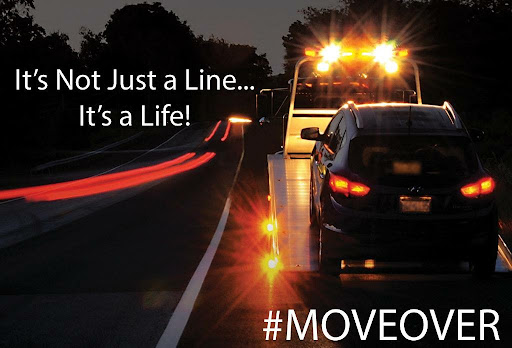 It's Not Just a Line...
It's a Life!
#MOVEOVER